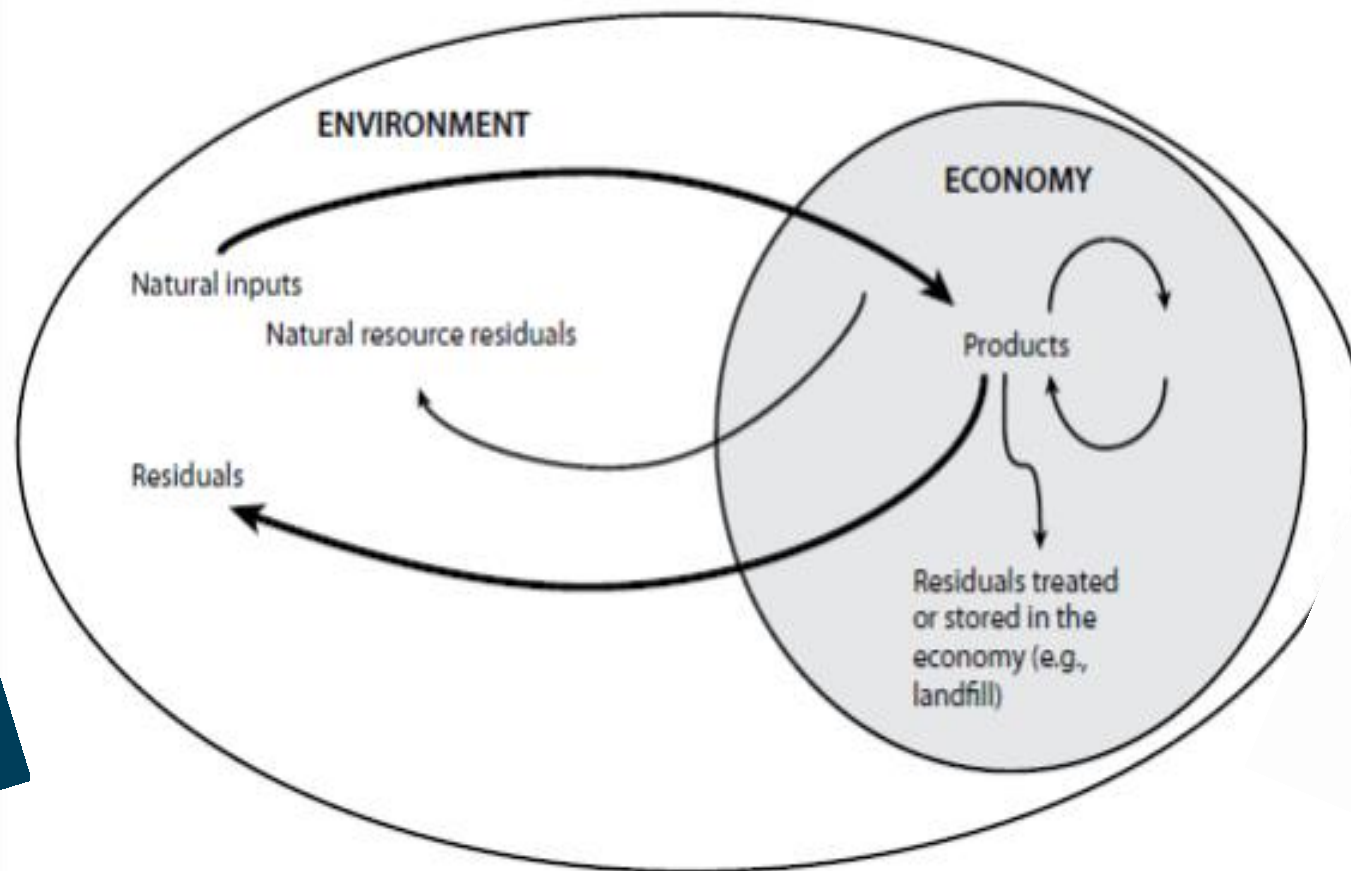 ENVIRONMENT
ECONOMY
Natural inputs
Natural resource residuals
Products
Residuals
Residuals treated
or stored in the
economy (e.g.,
landfill)